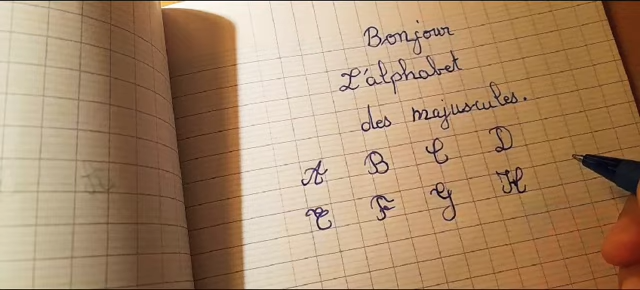 Bonjour
L'alphabet
des majuscules.
A B C D
E F G H